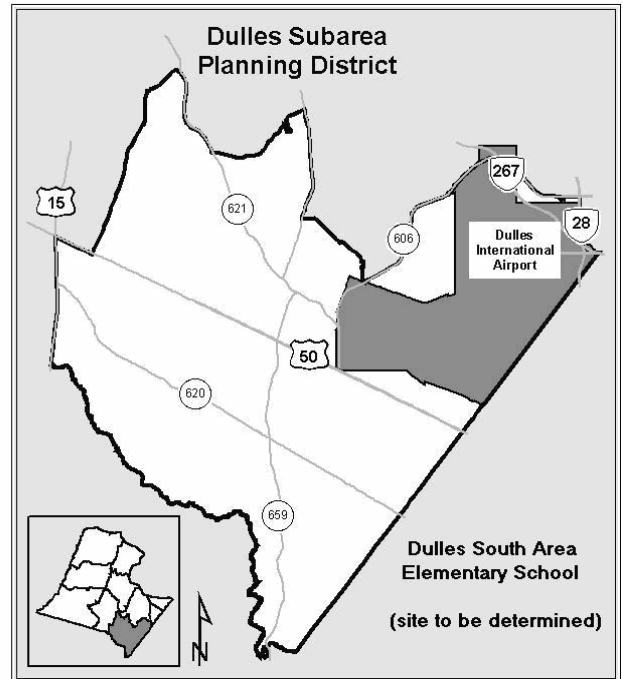 Dulles Subarea
Planning District
267
15
621
28
606
Dulles
International
Airport
50
620
659
Dulles South Area
Elementary School
(site to be determined)
N